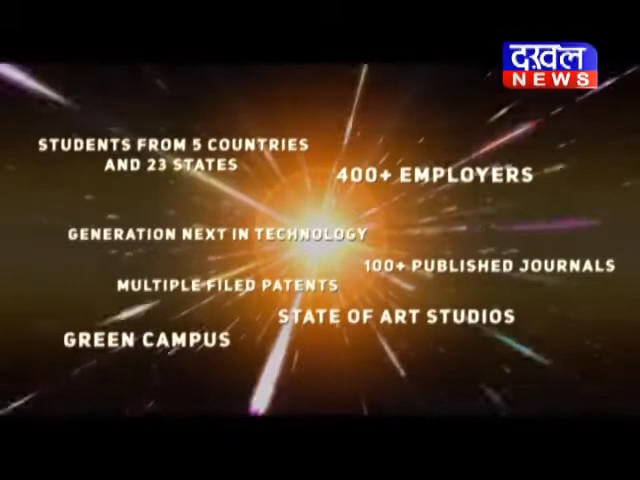 दख़ल
NEWS
STUDENTS FROM 5 COUNTRIES
AND 23 STATES
400+ EMPLOYERS
GENERATION NEXT IN TECHNOLOGY
100+ PUBLISHED JOURNALS
MULTIPLE FILED PATENTS
STATE OF ART STUDIOS
GREEN CAMPUS